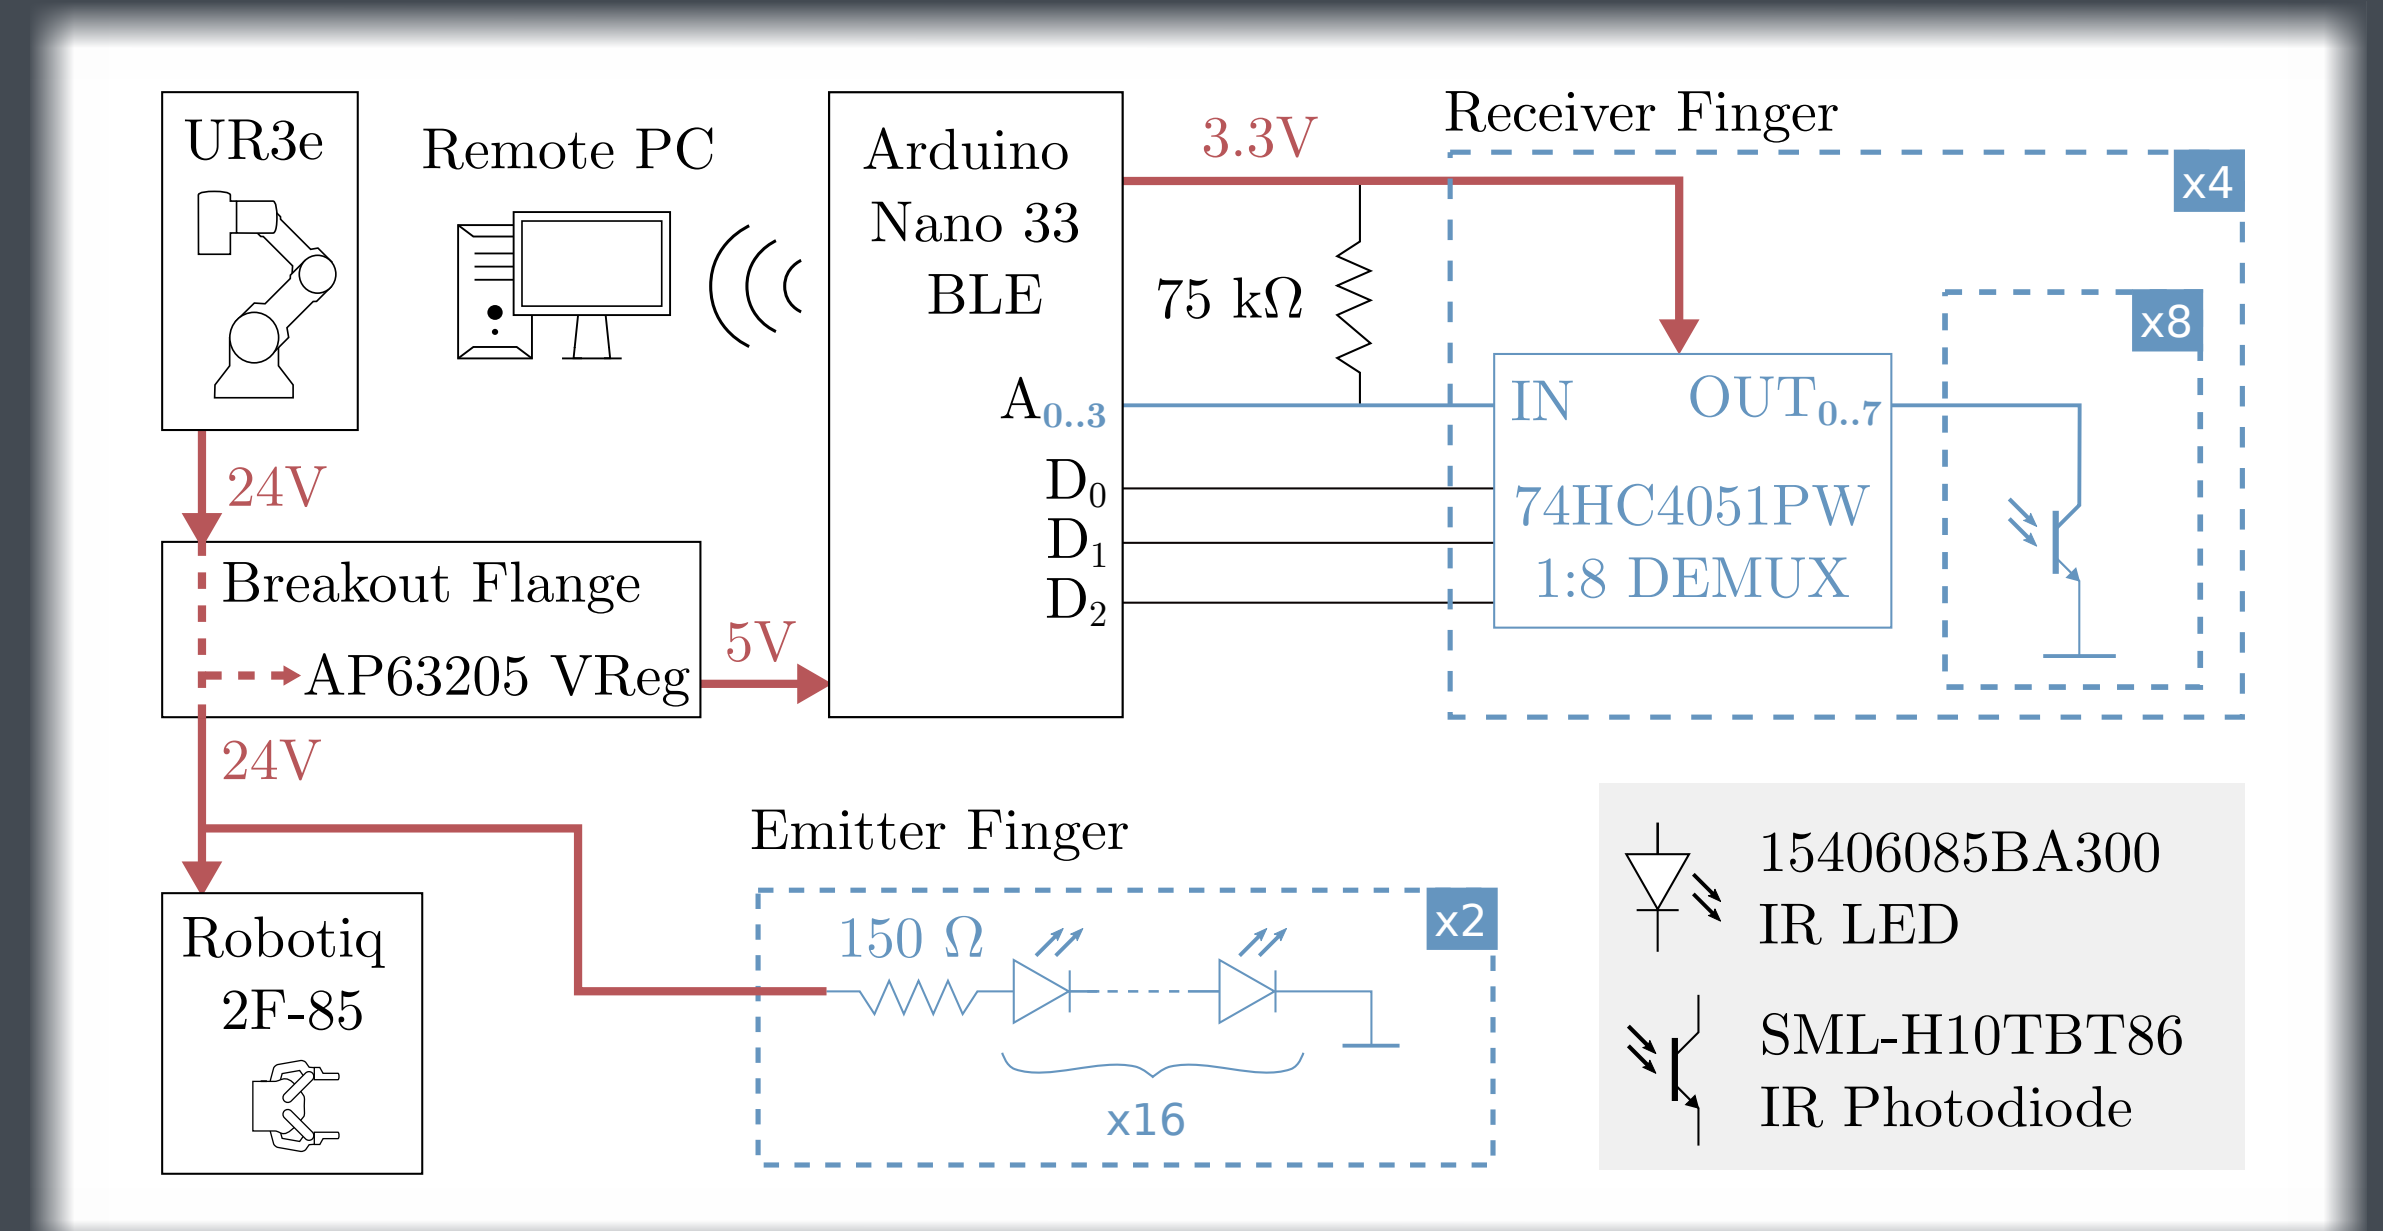 UR3e
Remote PC
Arduino
Nano 33
BLE
A0..3
D0
D1
D2
3.3V
75 kΩ
Receiver Finger
x4
x8
IN
OUT0..7
74HC4051PW
1:8 DEMUX
24V
Breakout Flange
AP63205 VReg
5V
24V
Robotiq
2F-85
Emitter Finger
x2
150 Ω
x16
15406085BA300
IR LED
SML-H10TBT86
IR Photodiode